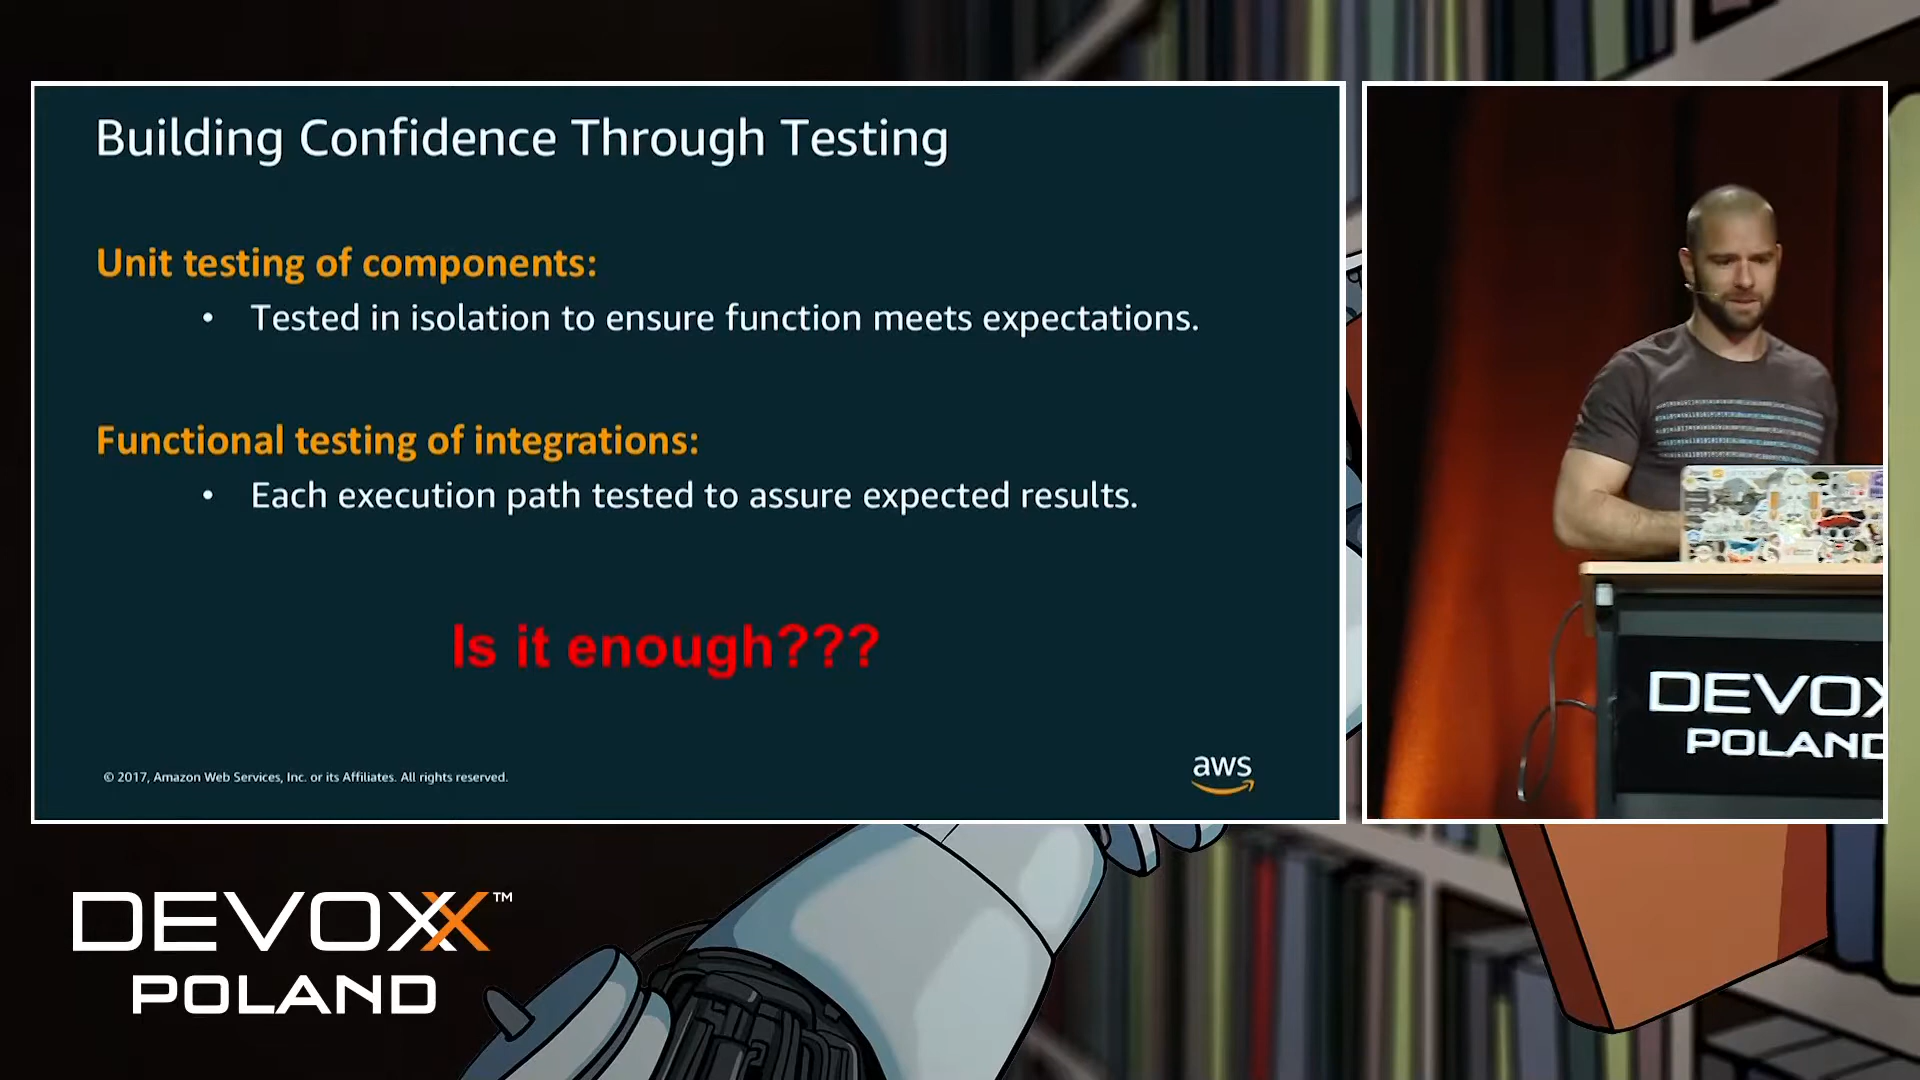 Building Confidence Through Testing
Unit testing of components:
• Tested in isolation to ensure function meets expectations.
Functional testing of integrations:
• Each execution path tested to assure expected results.
Is it enough???
© 2017, Amazon Web Services, Inc. or its Affiliates. All rights reserved.
aws
DEVOX
POLAND
DEVOXX™
POLAND